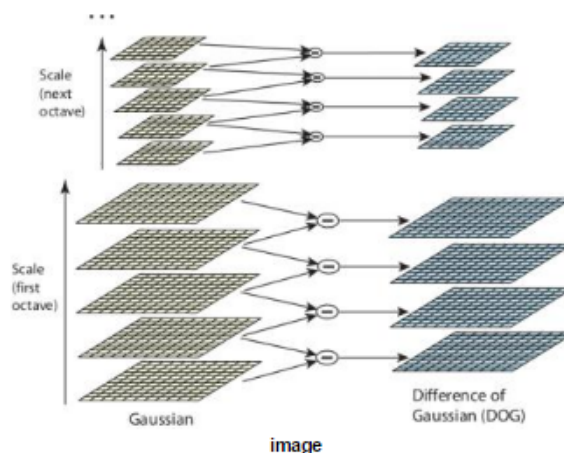 ...
Scale
(next
octave)
Scale
(first
octave)
Gaussian
Difference of
Gaussian (DOG)
image